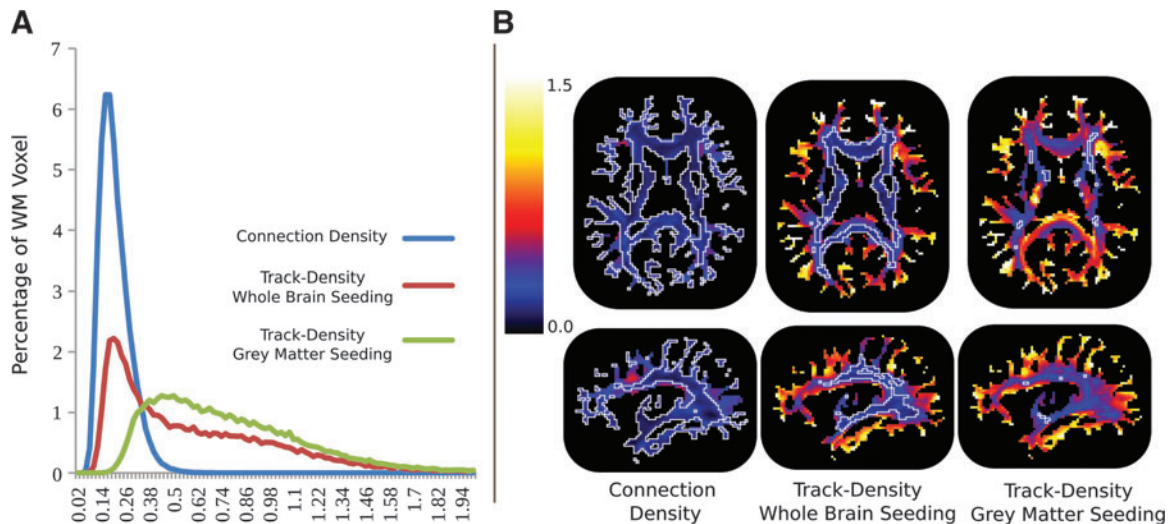 A
B
7
6
5
4
3
2
1
0
Percentage of WM Voxel
Connection Density
Track-Density
Whole Brain Seeding
Track-Density
Grey Matter Seeding
0.02
0.14
0.26
0.38
0.5
0.62
0.74
0.86
0.98
1.1
1.22
1.34
1.46
1.58
1.7
1.82
1.94
1.5
0.0
Connection
Density
Track-Density
Whole Brain Seeding
Track-Density
Grey Matter Seeding